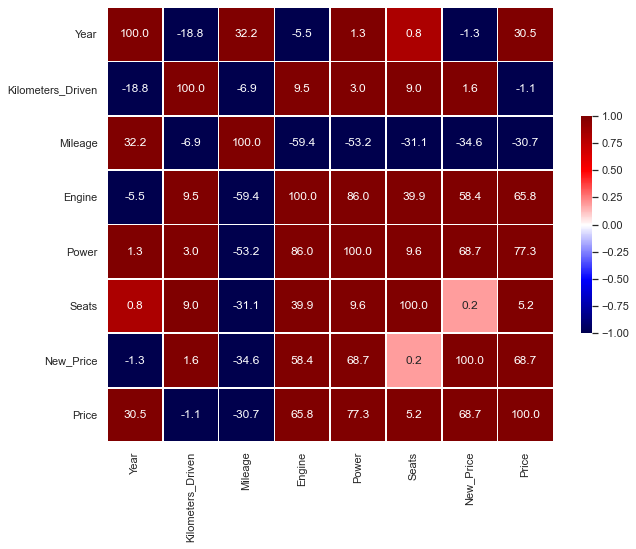 Year 100.0 -18.8 32.2 -5.5 1.3 0.8 -1.3 30.5
Kilometers_Driven -18.8 100.0 -6.9 9.5 3.0 9.0 1.6 -1.1
Mileage 32.2 -6.9 100.0 -59.4 -53.2 -31.1 -34.6 -30.7
Engine -5.5 9.5 -59.4 100.0 86.0 39.9 58.4 65.8
Power 1.3 3.0 -53.2 86.0 100.0 9.6 68.7 77.3
Seats 0.8 9.0 -31.1 39.9 9.6 100.0 0.2 5.2
New_Price -1.3 1.6 -34.6 58.4 68.7 0.2 100.0 68.7
Price 30.5 -1.1 -30.7 65.8 77.3 5.2 68.7 100.0
Year
Kilometers_Driven
Mileage
Engine
Power
Seats
New_Price
Price
1.00
0.75
0.50
0.25
0.00
−0.25
−0.50
−0.75
−1.00